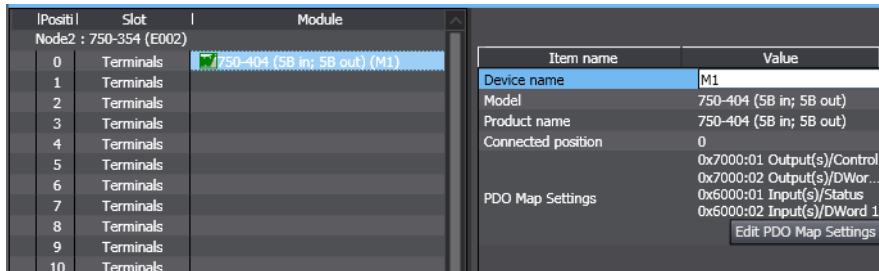 |Positi| Slot | Module
Node2 : 750-354 (E002)
0 Terminals 750-404 (5B in; 5B out) (M1)
1 Terminals
2 Terminals
3 Terminals
4 Terminals
5 Terminals
6 Terminals
7 Terminals
8 Terminals
9 Terminals
10 Terminals
Item name Value
Device name M1
Model 750-404 (5B in; 5B out)
Product name 750-404 (5B in; 5B out)
Connected position 0
PDO Map Settings
0x7000:01 Output(s)/Control
0x7000:02 Output(s)/DWor...
0x6000:01 Input(s)/Status
0x6000:02 Input(s)/DWord 1
Edit PDO Map Settings